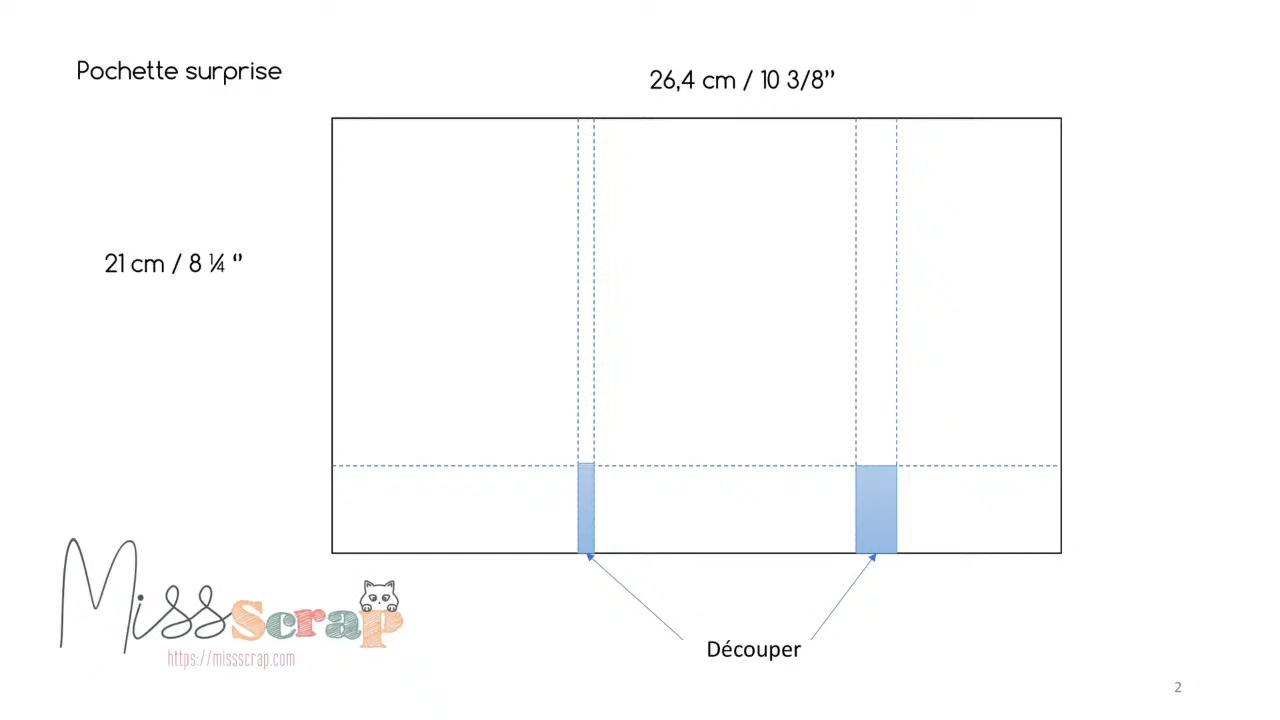 Pochette surprise
26,4 cm / 10 3/8’’
21 cm / 8 ¼ ‘’
Découper
MissScrap
https://missscrap.com
2